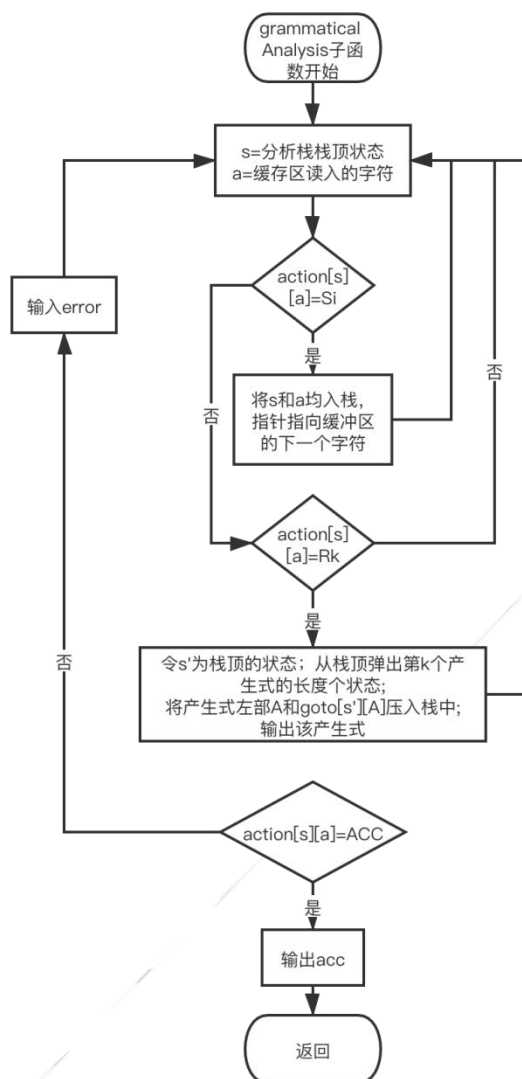 grammatical
Analysis子函
数开始
s=分析栈栈顶状态
a=缓存区读入的字符
action[s]
[a]=Si
输入error
是
否
否
将s和a均入栈,
指针指向缓冲区
的下一个字符
action[s]
[a]=Rk
是
否
令s'为栈顶的状态；从栈顶弹出第k个产
生式的长度个状态;
将产生式左部A和goto[s'][A]压入栈中;
输出该产生式
action[s][a]=ACC
是
输出acc
返回